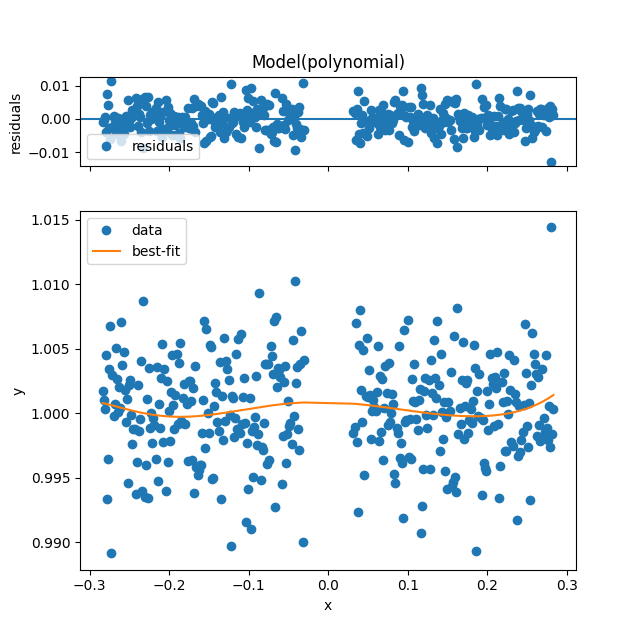 Model(polynomial)
0.01
0.00
−0.01
residuals
residuals
1.015
1.010
1.005
1.000
0.995
0.990
y
data
best-fit
−0.3
−0.2
−0.1
0.0
0.1
0.2
0.3
x